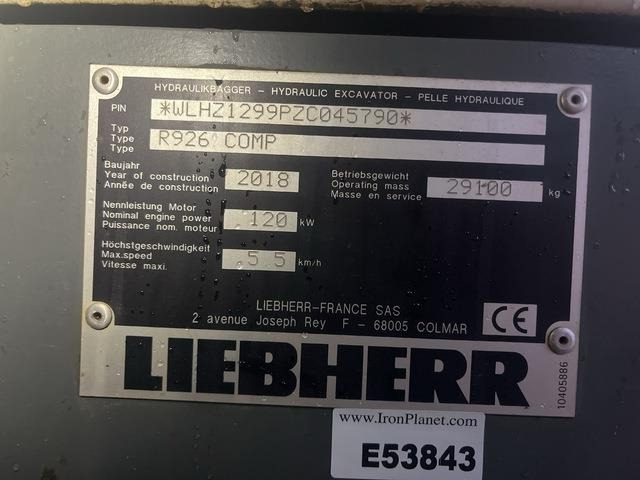 HYDRAULIKBAGGER - HYDRAULIC EXCAVATOR - PELLE HYDRAULIQUE
PIN *WLHZ1299PZC045790*
Typ
Type R926 COMP
Type
Baujahr
Year of construction 2018
Année de construction
Betriebsgewicht
Operating mass 29100 kg
Masse en service
Nennleistung Motor
Nominal engine power 120 kW
Puissance nom. moteur
Höchstgeschwindigkeit
Max.speed 5.5 km/h
Vitesse maxi.
LIEBHERR-FRANCE SAS
2 avenue Joseph Rey F - 68005 COLMAR
CE
LIEBHERR
10405886
www.IronPlanet.com
E53843